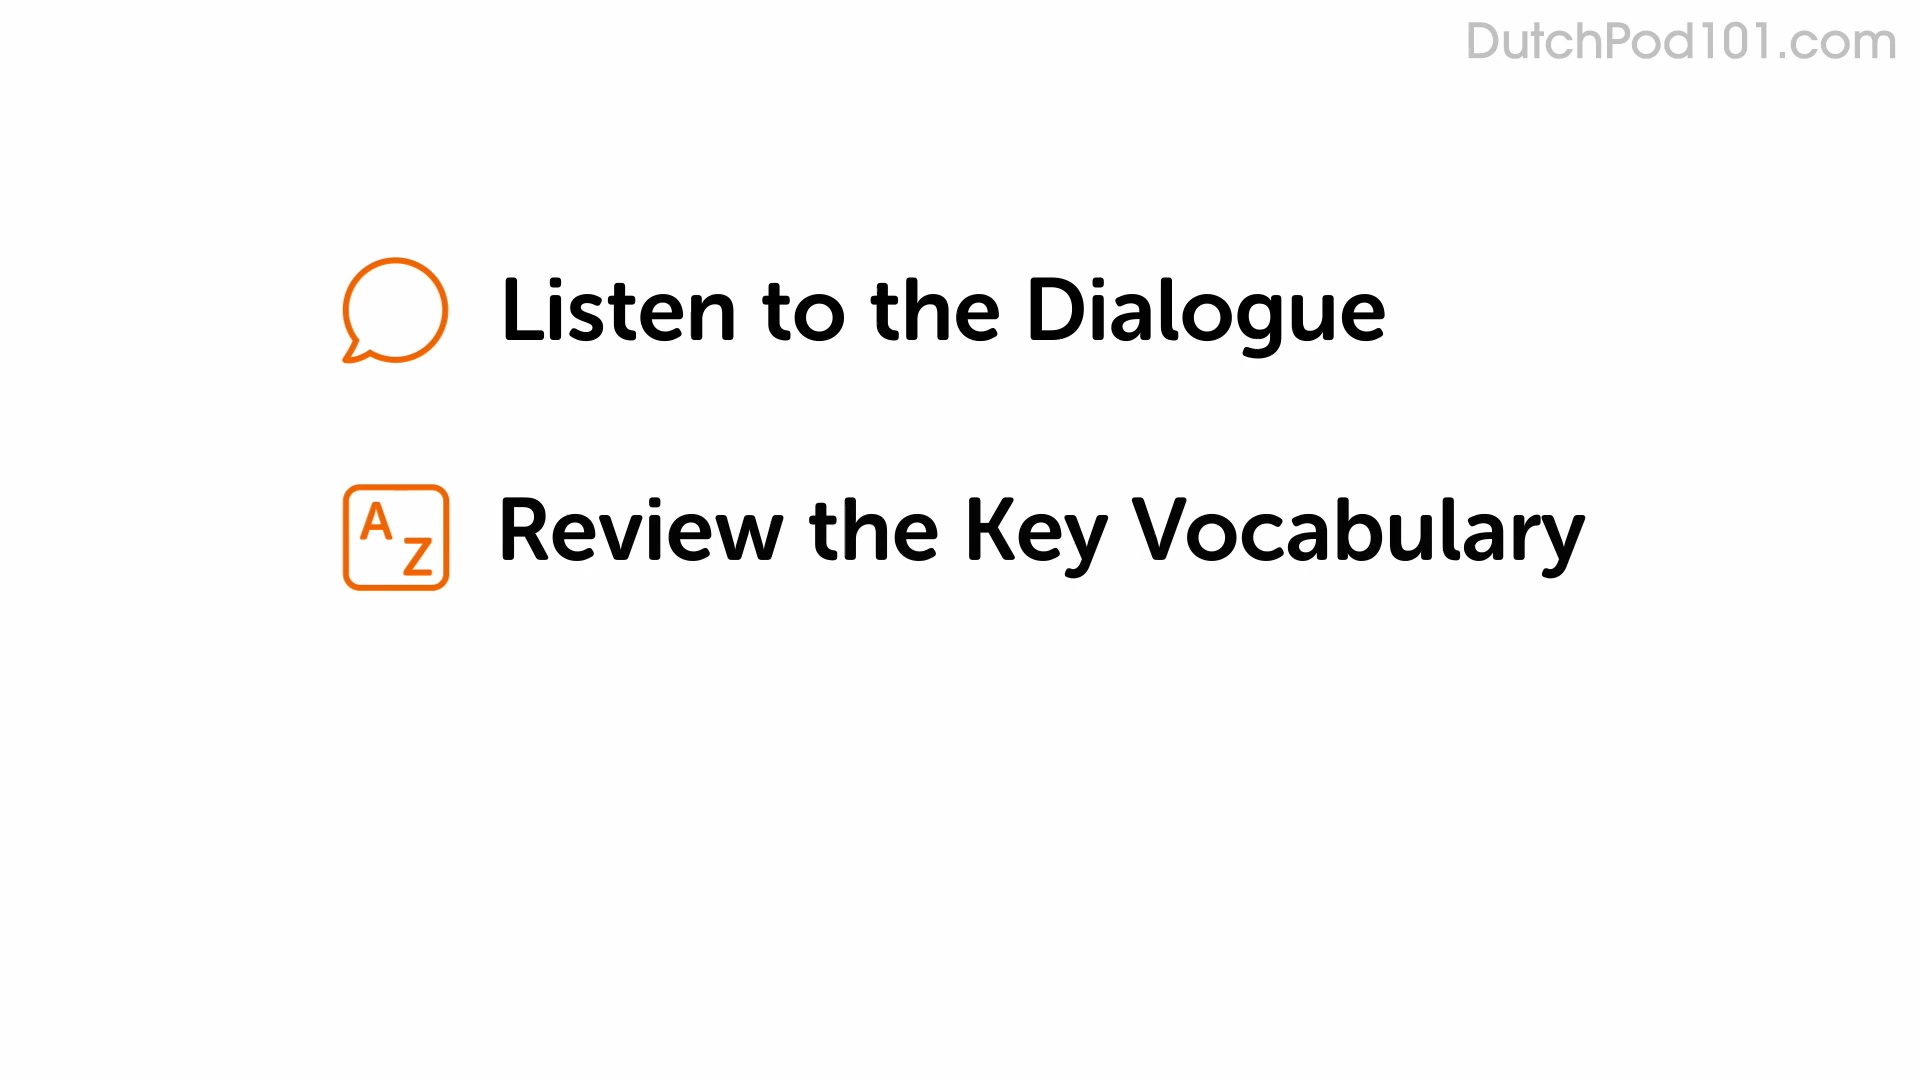 DutchPod101.com
Listen to the Dialogue
A
Z
Review the Key Vocabulary